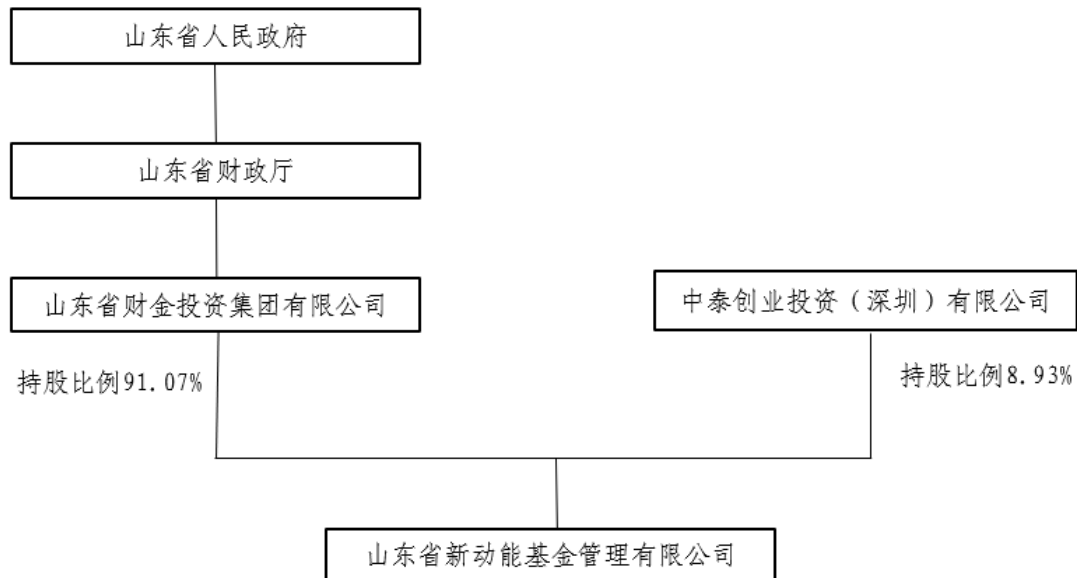 山东省人民政府
山东省财政厅
山东省财金投资集团有限公司
中泰创业投资（深圳）有限公司
持股比例91.07%
持股比例8.93%
山东省新动能基金管理有限公司